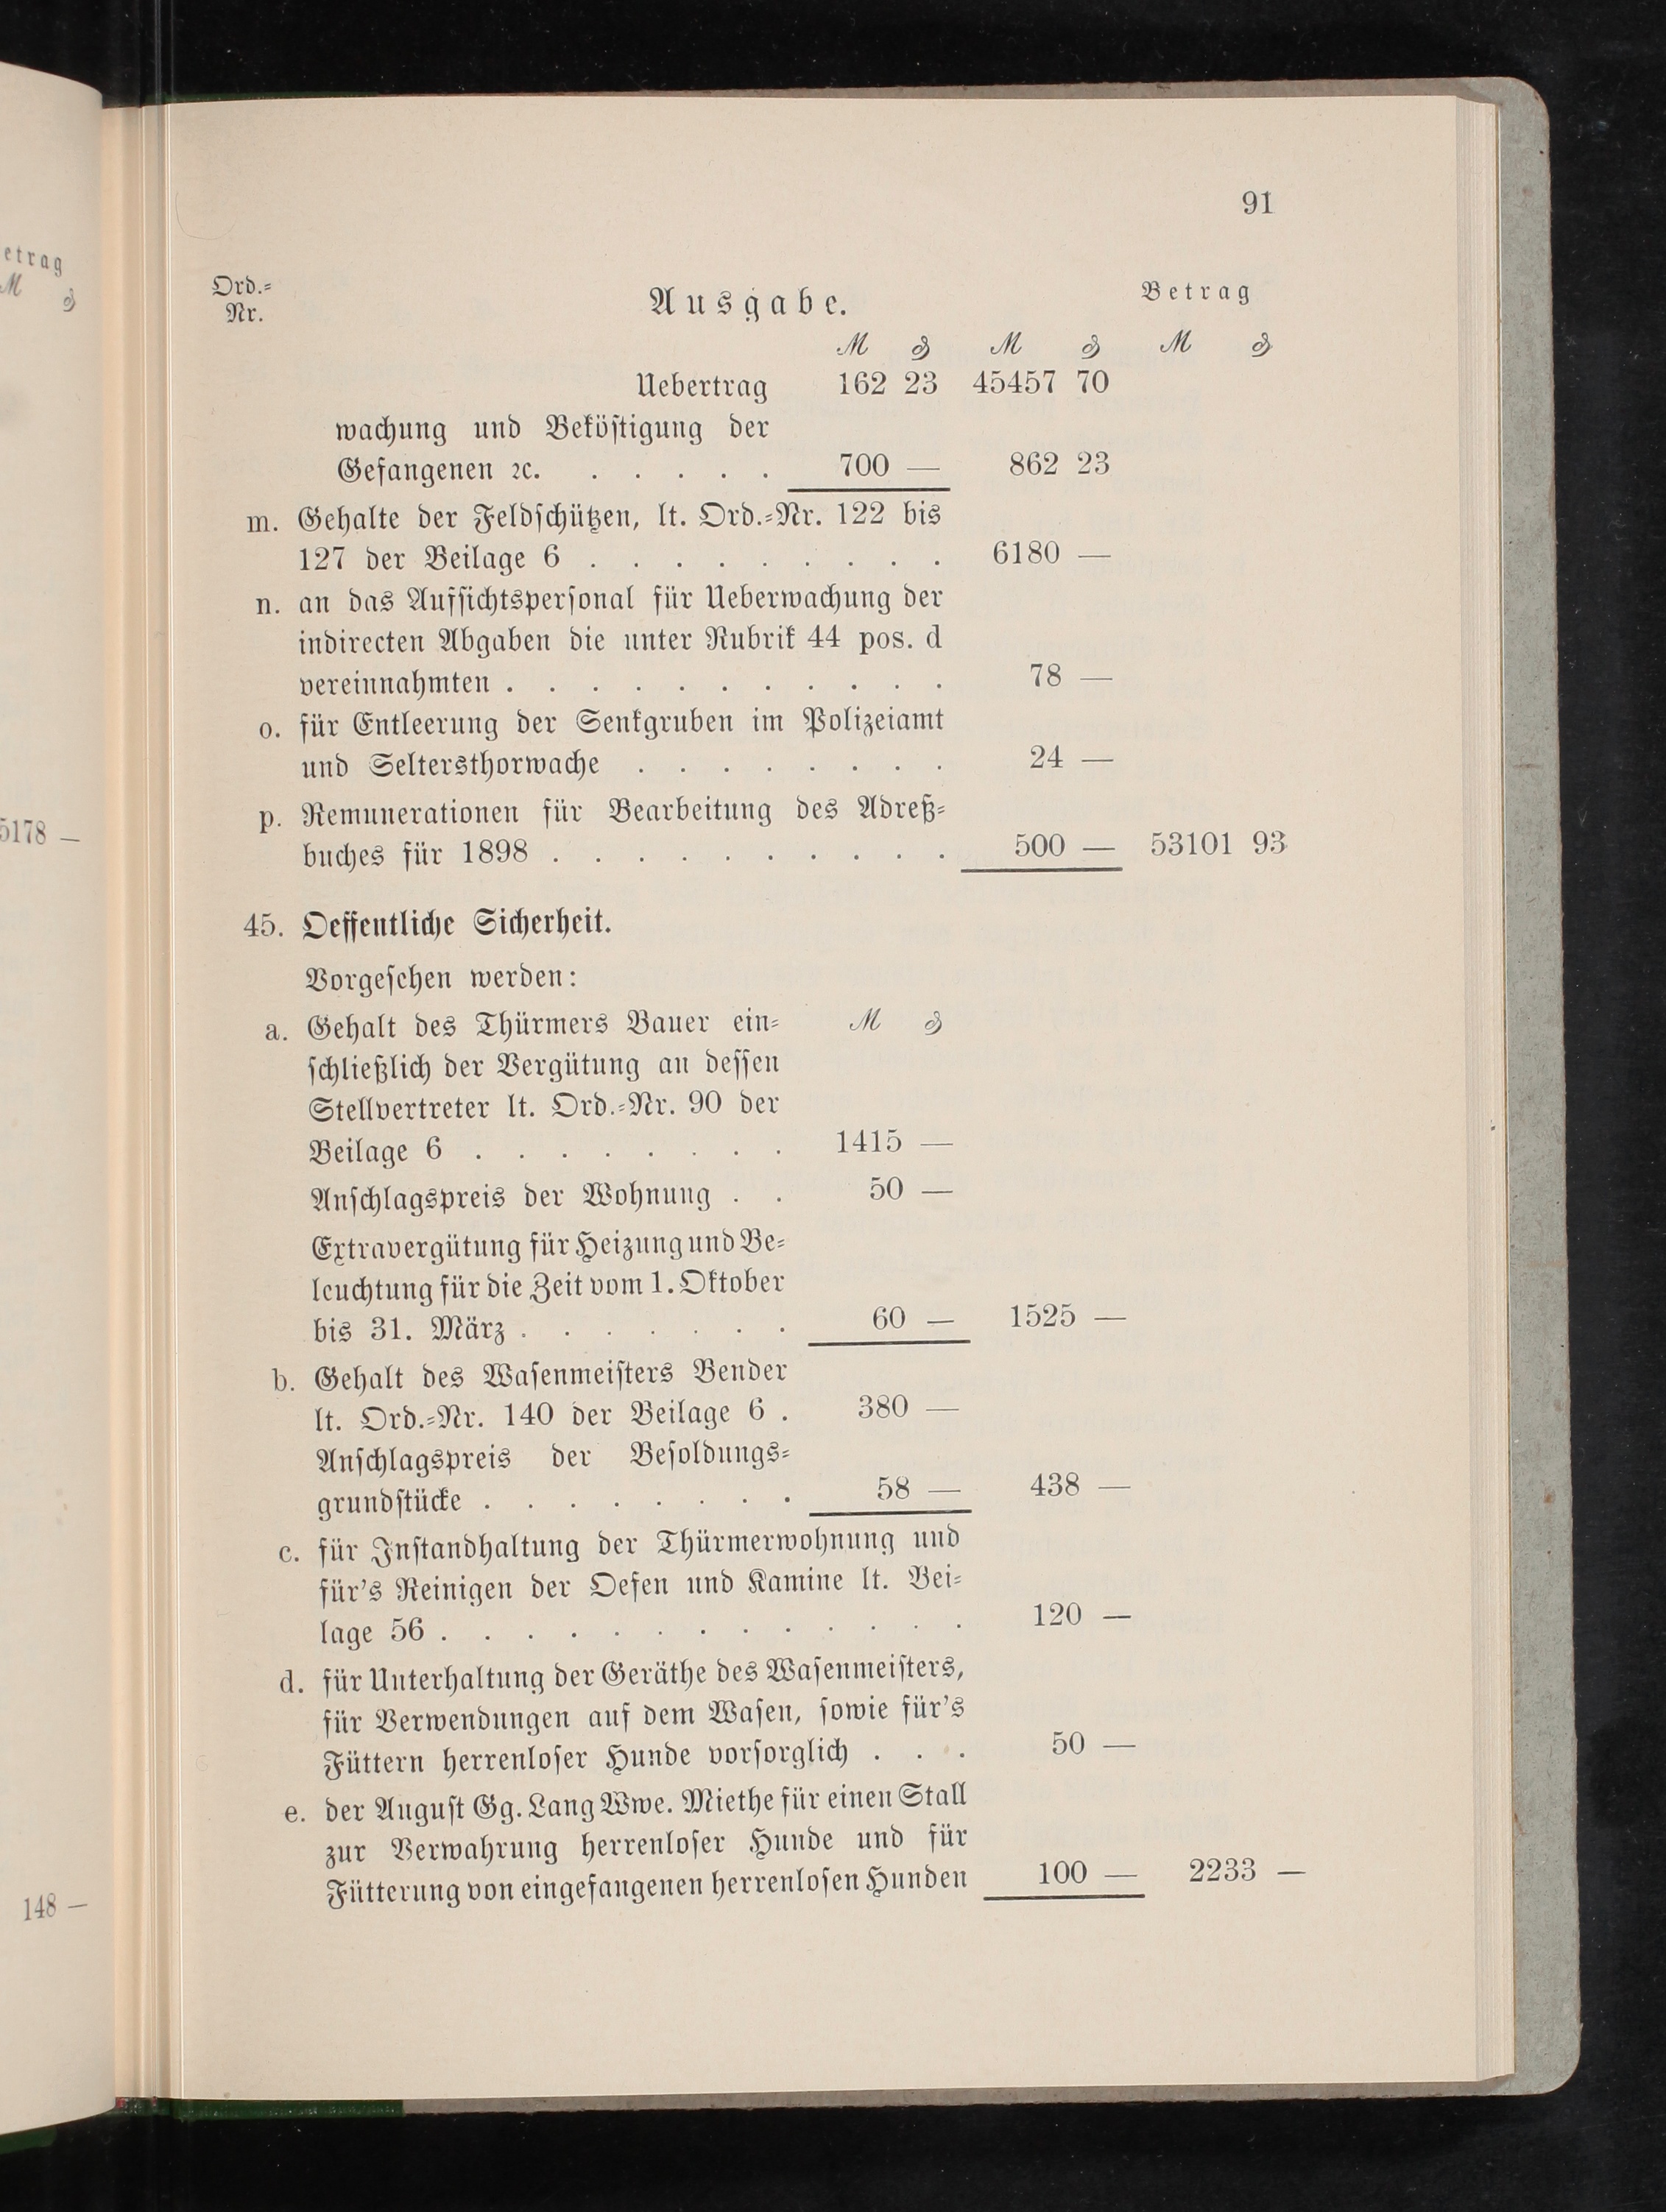 91
etrag
M ₰
5178 —
148 —
Ord.=
Nr.
Ausgabe.
Betrag
M ₰ M ₰ M ₰
Uebertrag 162 23 45457 70
wachung und Beköstigung der
Gefangenen ꝛc. . . . . . 700 — 862 23
m. Gehalte der Feldschützen, lt. Ord.=Nr. 122 bis
127 der Beilage 6 . . . . . . . . . 6180 —
n. an das Aufsichtspersonal für Ueberwachung der
indirecten Abgaben die unter Rubrik 44 pos. d
vereinnahmten . . . . . . . . . . . 78 —
o. für Entleerung der Senkgruben im Polizeiamt
und Seltersthorwache . . . . . . . . 24 —
p. Remunerationen für Bearbeitung des Adreß=
buches für 1898 . . . . . . . . . . 500 — 53101 93
45. Oeffentliche Sicherheit.
Vorgesehen werden:
a. Gehalt des Thürmers Bauer ein= M ₰
schließlich der Vergütung an dessen
Stellvertreter lt. Ord.=Nr. 90 der
Beilage 6 . . . . . . . . 1415 —
Anschlagspreis der Wohnung . . 50 —
Extravergütung für Heizung und Be=
leuchtung für die Zeit vom 1. Oktober
bis 31. März . . . . . . . 60 — 1525 —
b. Gehalt des Wasenmeisters Bender
lt. Ord.=Nr. 140 der Beilage 6 . 380 —
Anschlagspreis der Besoldungs=
grundstücke . . . . . . . . 58 — 438 —
c. für Instandhaltung der Thürmerwohnung und
für's Reinigen der Oefen und Kamine lt. Bei=
lage 56 . . . . . . . . . . . . . 120 —
d. für Unterhaltung der Geräthe des Wasenmeisters,
für Verwendungen auf dem Wasen, sowie für's
Füttern herrenloser Hunde vorsorglich . . . 50 —
e. der August Gg. Lang Wwe. Miethe für einen Stall
zur Verwahrung herrenloser Hunde und für
Fütterung von eingefangenen herrenlosen Hunden 100 — 2233 —